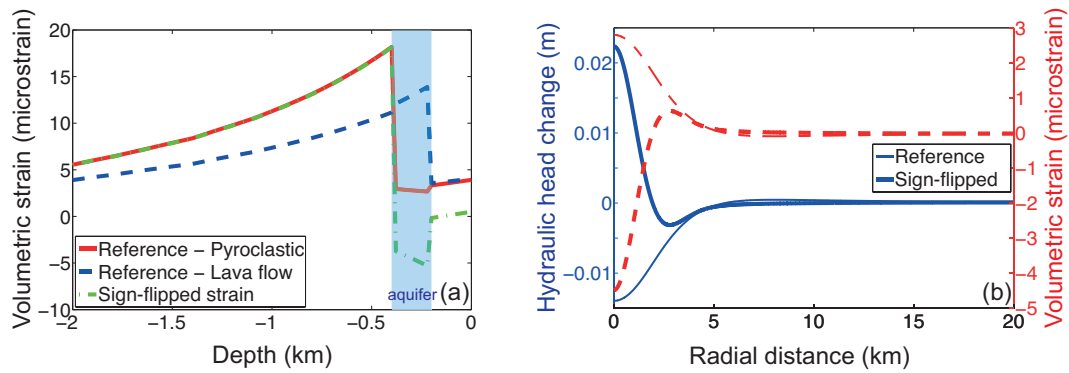 Volumetric strain (microstrain)
20
15
10
5
0
−5
−10
Reference − Pyroclastic
Reference − Lava flow
Sign−flipped strain
aquifer
(a)
−2
−1.5
−1
−0.5
0
Depth (km)
Hydraulic head change (m)
0.02
0.01
0
−0.01
Reference
Sign−flipped
(b)
0
5
10
15
20
Radial distance (km)
3
2
1
0
−1
−2
−3
−4
−5
Volumetric strain (microstrain)